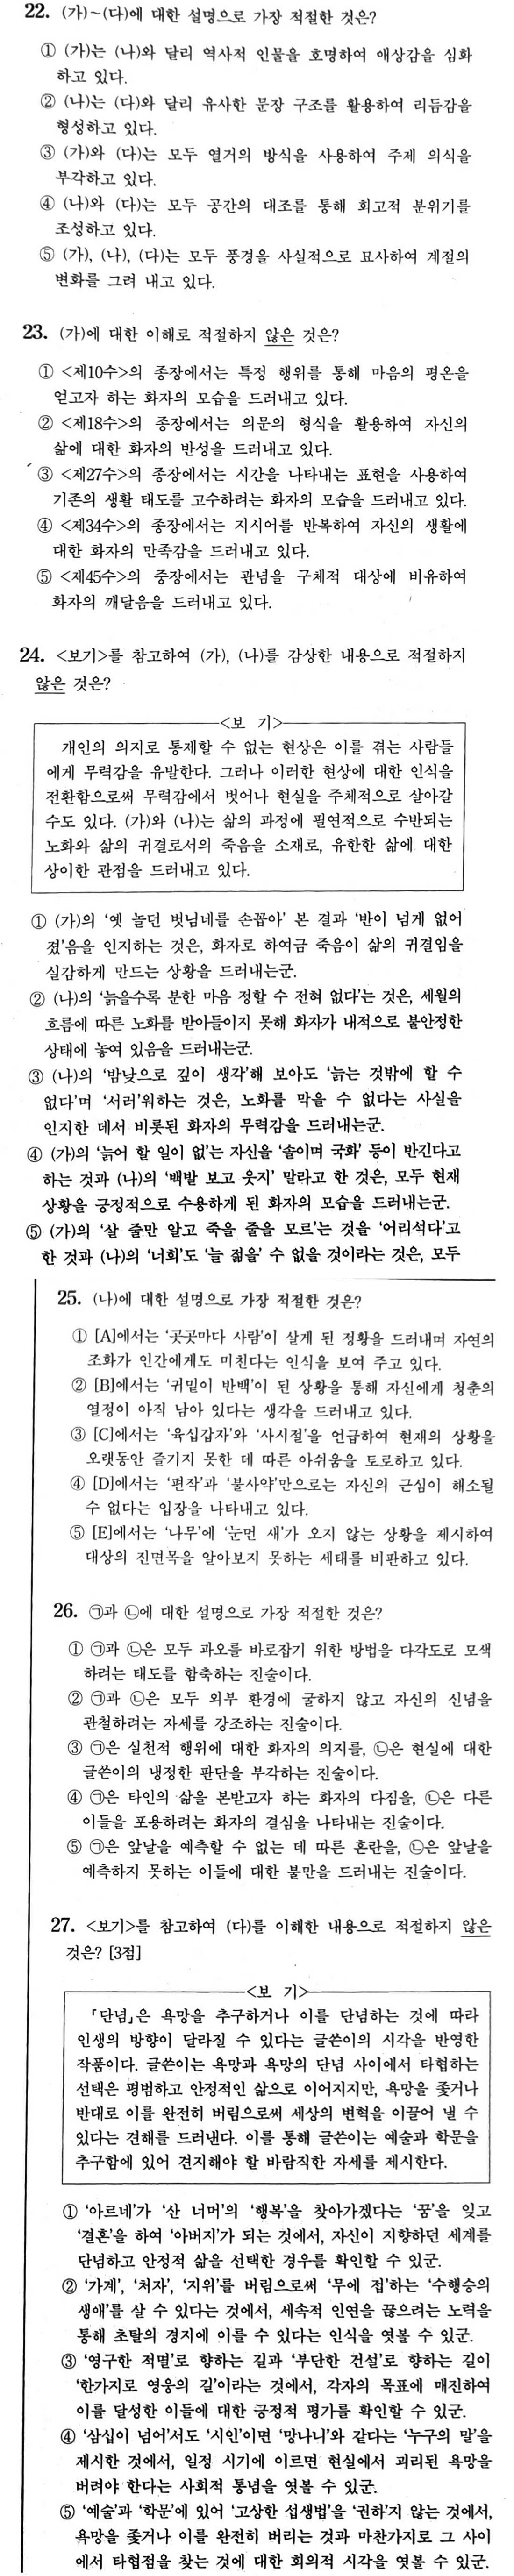 22. (가)~(다)에 대한 설명으로 가장 적절한 것은?
① (가)는 (나)와 달리 역사적 인물을 호명하여 애상감을 심화
하고 있다.
② (나)는 (다)와 달리 유사한 문장 구조를 활용하여 리듬감을
형성하고 있다.
③ (가)와 (다)는 모두 열거의 방식을 사용하여 주제 의식을
부각하고 있다.
④ (나)와 (다)는 모두 공간의 대조를 통해 회고적 분위기를
조성하고 있다.
⑤ (가), (나), (다)는 모두 풍경을 사실적으로 묘사하여 계절의
변화를 그려 내고 있다.
23. (가)에 대한 이해로 적절하지 않은 것은?
① <제10수>의 종장에서는 특정 행위를 통해 마음의 평온을
얻고자 하는 화자의 모습을 드러내고 있다.
② <제18수>의 종장에서는 의문의 형식을 활용하여 자신의
삶에 대한 화자의 반성을 드러내고 있다.
③ <제27수>의 종장에서는 시간을 나타내는 표현을 사용하여
기존의 생활 태도를 고수하려는 화자의 모습을 드러내고 있다.
④ <제34수>의 종장에서는 지시어를 반복하여 자신의 생활에
대한 화자의 만족감을 드러내고 있다.
⑤ <제45수>의 중장에서는 관념을 구체적 대상에 비유하여
화자의 깨달음을 드러내고 있다.
24. <보기>를 참고하여 (가), (나)를 감상한 내용으로 적절하지
않은 것은?
<보 기>
개인의 의지로 통제할 수 없는 현상은 이를 겪는 사람들
에게 무력감을 유발한다. 그러나 이러한 현상에 대한 인식을
전환함으로써 무력감에서 벗어나 현실을 주체적으로 살아갈
수도 있다. (가)와 (나)는 삶의 과정에 필연적으로 수반되는
노화와 삶의 귀결로서의 죽음을 소재로, 유한한 삶에 대한
상이한 관점을 드러내고 있다.
① (가)의 ‘옛 놀던 벗님네를 손꼽아’ 본 결과 ‘반이 넘게 없어
졌’음을 인지하는 것은, 화자로 하여금 죽음이 삶의 귀결임을
실감하게 만드는 상황을 드러내는군.
② (나)의 ‘늙을수록 분한 마음 정할 수 전혀 없다’는 것은, 세월의
흐름에 따른 노화를 받아들이지 못해 화자가 내적으로 불안정한
상태에 놓여 있음을 드러내는군.
③ (나)의 ‘밤낮으로 깊이 생각’해 보아도 ‘늙는 것밖에 할 수
없다’며 ‘서러’워하는 것은, 노화를 막을 수 없다는 사실을
인지한 데서 비롯된 화자의 무력감을 드러내는군.
④ (가)의 ‘늙어 할 일이 없’는 자신을 ‘솔이며 국화’ 등이 반긴다고
하는 것과 (나)의 ‘백발 보고 웃지’ 말라고 한 것은, 모두 현재
상황을 긍정적으로 수용하게 된 화자의 모습을 드러내는군.
⑤ (가)의 ‘살 줄만 알고 죽을 줄을 모르’는 것을 ‘어리석다’고
한 것과 (나)의 ‘너희’도 ‘늘 젊을’ 수 없을 것이라는 것은, 모두
25. (나)에 대한 설명으로 가장 적절한 것은?
① [A]에서는 ‘곳곳마다 사람’이 살게 된 정황을 드러내며 자연의
조화가 인간에게도 미친다는 인식을 보여 주고 있다.
② [B]에서는 ‘귀밑이 반백’이 된 상황을 통해 자신에게 청춘의
열정이 아직 남아 있다는 생각을 드러내고 있다.
③ [C]에서는 ‘육십갑자’와 ‘사시절’을 언급하여 현재의 상황을
오랫동안 즐기지 못한 데 따른 아쉬움을 토로하고 있다.
④ [D]에서는 ‘편작’과 ‘불사약’만으로는 자신의 근심이 해소될
수 없다는 입장을 나타내고 있다.
⑤ [E]에서는 ‘나무’에 ‘눈먼 새’가 오지 않는 상황을 제시하여
대상의 진면목을 알아보지 못하는 세태를 비판하고 있다.
26. ㉠과 ㉡에 대한 설명으로 가장 적절한 것은?
① ㉠과 ㉡은 모두 과오를 바로잡기 위한 방법을 다각도로 모색
하려는 태도를 함축하는 진술이다.
② ㉠과 ㉡은 모두 외부 환경에 굴하지 않고 자신의 신념을
관철하려는 자세를 강조하는 진술이다.
③ ㉠은 실천적 행위에 대한 화자의 의지를, ㉡은 현실에 대한
글쓴이의 냉정한 판단을 부각하는 진술이다.
④ ㉠은 타인의 삶을 본받고자 하는 화자의 다짐을, ㉡은 다른
이들을 포용하려는 화자의 결심을 나타내는 진술이다.
⑤ ㉠은 앞날을 예측할 수 없는 데 따른 혼란을, ㉡은 앞날을
예측하지 못하는 이들에 대한 불만을 드러내는 진술이다.
27. <보기>를 참고하여 (다)를 이해한 내용으로 적절하지 않은
것은? [3점]
<보 기>
「단념」은 욕망을 추구하거나 이를 단념하는 것에 따라
인생의 방향이 달라질 수 있다는 글쓴이의 시각을 반영한
작품이다. 글쓴이는 욕망과 욕망의 단념 사이에서 타협하는
선택은 평범하고 안정적인 삶으로 이어지지만, 욕망을 좇거나
반대로 이를 완전히 버림으로써 세상의 변혁을 이끌어 낼 수
있다는 견해를 드러낸다. 이를 통해 글쓴이는 예술과 학문을
추구함에 있어 견지해야 할 바람직한 자세를 제시한다.
① ‘아르네’가 ‘산 너머’의 ‘행복’을 찾아가겠다는 ‘꿈’을 잊고
‘결혼’을 하여 ‘아버지’가 되는 것에서, 자신이 지향하던 세계를
단념하고 안정적 삶을 선택한 경우를 확인할 수 있군.
② ‘가계’, ‘처자’, ‘지위’를 버림으로써 ‘무에 접’하는 ‘수행승의
생애’를 살 수 있다는 것에서, 세속적 인연을 끊으려는 노력을
통해 초탈의 경지에 이를 수 있다는 인식을 엿볼 수 있군.
③ ‘영구한 적멸’로 향하는 길과 ‘부단한 건설’로 향하는 길이
‘한가지로 영웅의 길’이라는 것에서, 각자의 목표에 매진하여
이를 달성한 이들에 대한 긍정적 평가를 확인할 수 있군.
④ ‘삼십이 넘어’서도 ‘시인’이면 ‘망나니’와 같다는 ‘누구의 말’을
제시한 것에서, 일정 시기에 이르면 현실에서 괴리된 욕망을
버려야 한다는 사회적 통념을 엿볼 수 있군.
⑤ ‘예술’과 ‘학문’에 있어 ‘고상한 섭생법’을 ‘권하’지 않는 것에서,
욕망을 좇거나 이를 완전히 버리는 것과 마찬가지로 그 사이
에서 타협점을 찾는 것에 대한 회의적 시각을 엿볼 수 있군.